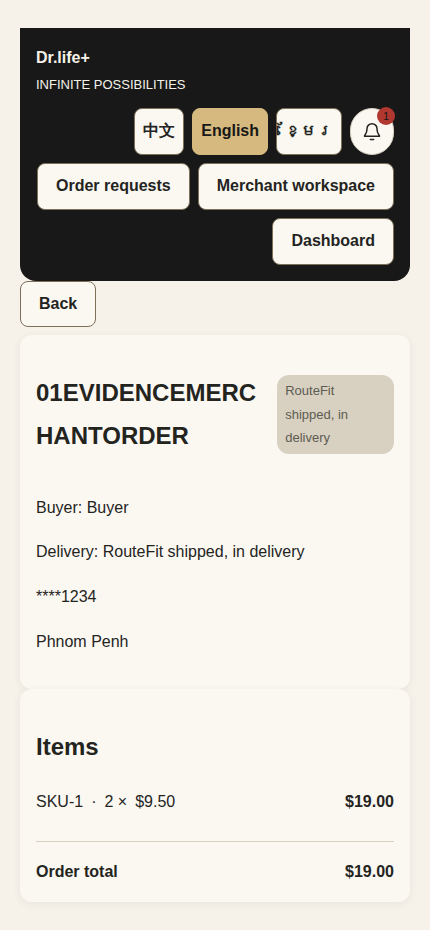 Dr.life+
INFINITE POSSIBILITIES
中文 English ខ្មែរ 1
Order requests Merchant workspace
Dashboard
Back
01EVIDENCEMERC
HANTORDER
RouteFit
shipped, in
delivery
Buyer: Buyer
Delivery: RouteFit shipped, in delivery
****1234
Phnom Penh
Items
SKU-1 · 2 × $9.50 $19.00
Order total $19.00